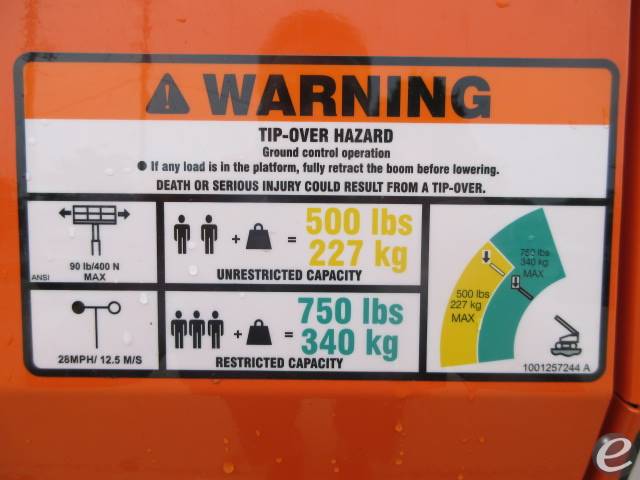 WARNING
TIP-OVER HAZARD
Ground control operation
● If any load is in the platform, fully retract the boom before lowering.
DEATH OR SERIOUS INJURY COULD RESULT FROM A TIP-OVER.
90 lb/400 N
MAX
ANSI
+ = 500 lbs
227 kg
UNRESTRICTED CAPACITY
28MPH/ 12.5 M/S
+ = 750 lbs
340 kg
RESTRICTED CAPACITY
750 lbs
340 kg
MAX
500 lbs
227 kg
MAX
1001257244 A
e